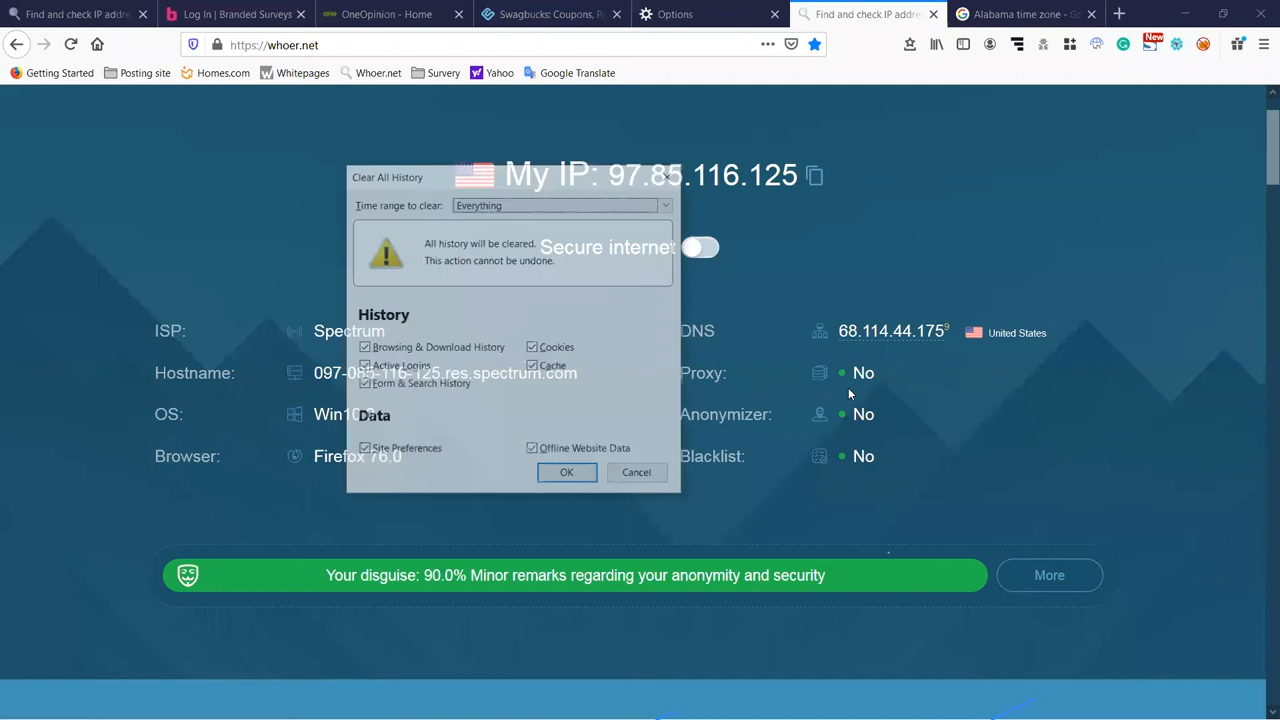 Find and check IP addre
Log In | Branded Surveys
OneOpinion - Home
Swagbucks: Coupons, Pa
Options
Find and check IP addre
Alabama time zone - Go
https://whoer.net
New
Getting Started
Posting site
Homes.com
Whitepages
Whoer.net
Survery
Yahoo
Google Translate
My IP: 97.85.116.125
Clear All History
Time range to clear: Everything
All history will be cleared.
This action cannot be undone.
Secure internet
History
Browsing & Download History
Cookies
Active Logins
Cache
Form & Search History
Data
Site Preferences
Offline Website Data
OK
Cancel
ISP: Spectrum
Hostname: 097-085-116-125.res.spectrum.com
OS: Win10.0
Browser: Firefox 76.0
DNS 68.114.44.175 9 United States
Proxy: No
Anonymizer: No
Blacklist: No
Your disguise: 90.0% Minor remarks regarding your anonymity and security
More